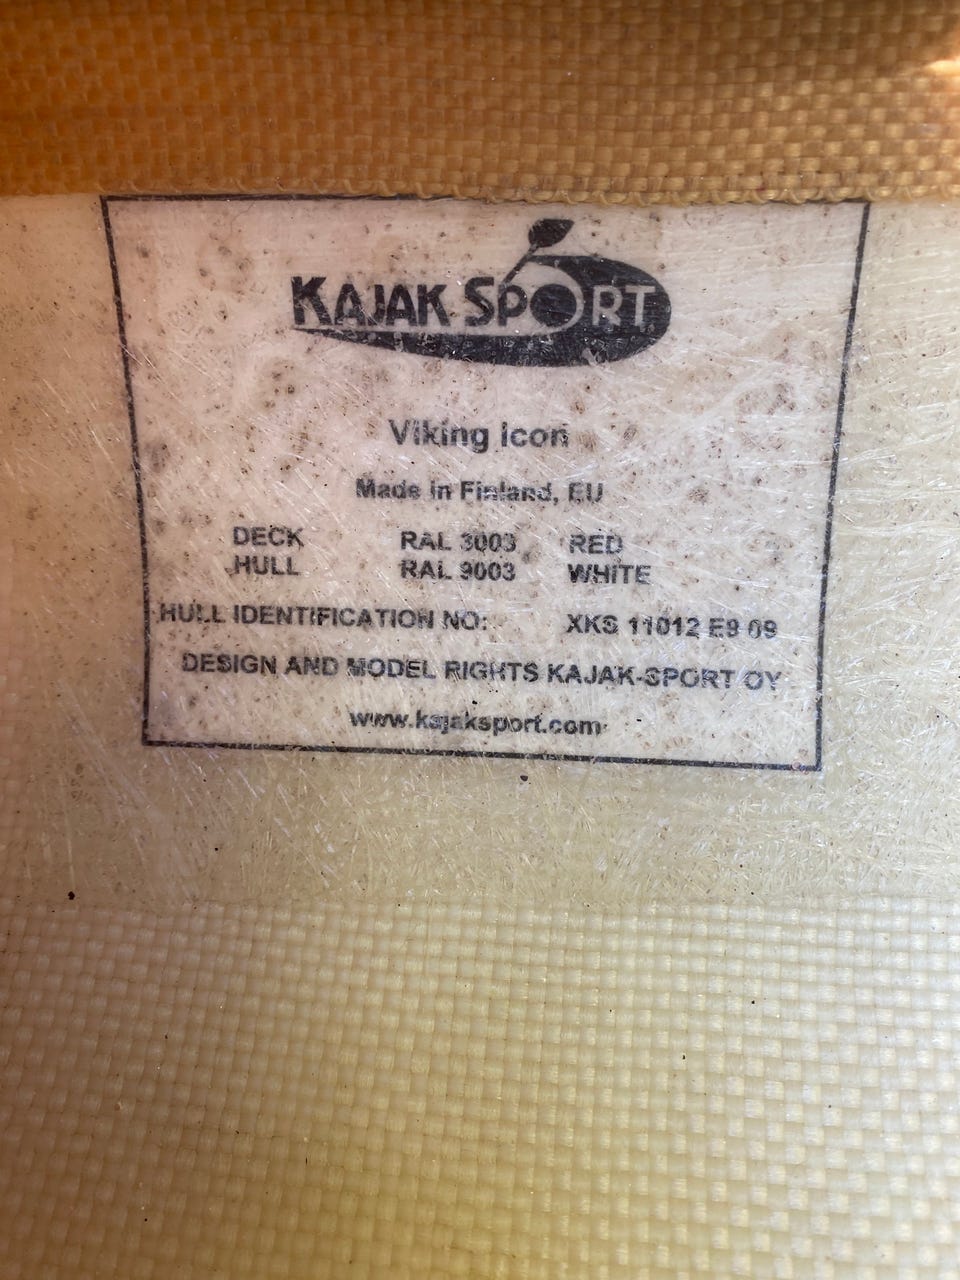 KAJAK SPORT
Viking Icon
Made in Finland, EU
DECK RAL 3003 RED
HULL RAL 9003 WHITE
HULL IDENTIFICATION NO: XKS 11012 E9 09
DESIGN AND MODEL RIGHTS KAJAK-SPORT OY
www.kajaksport.com